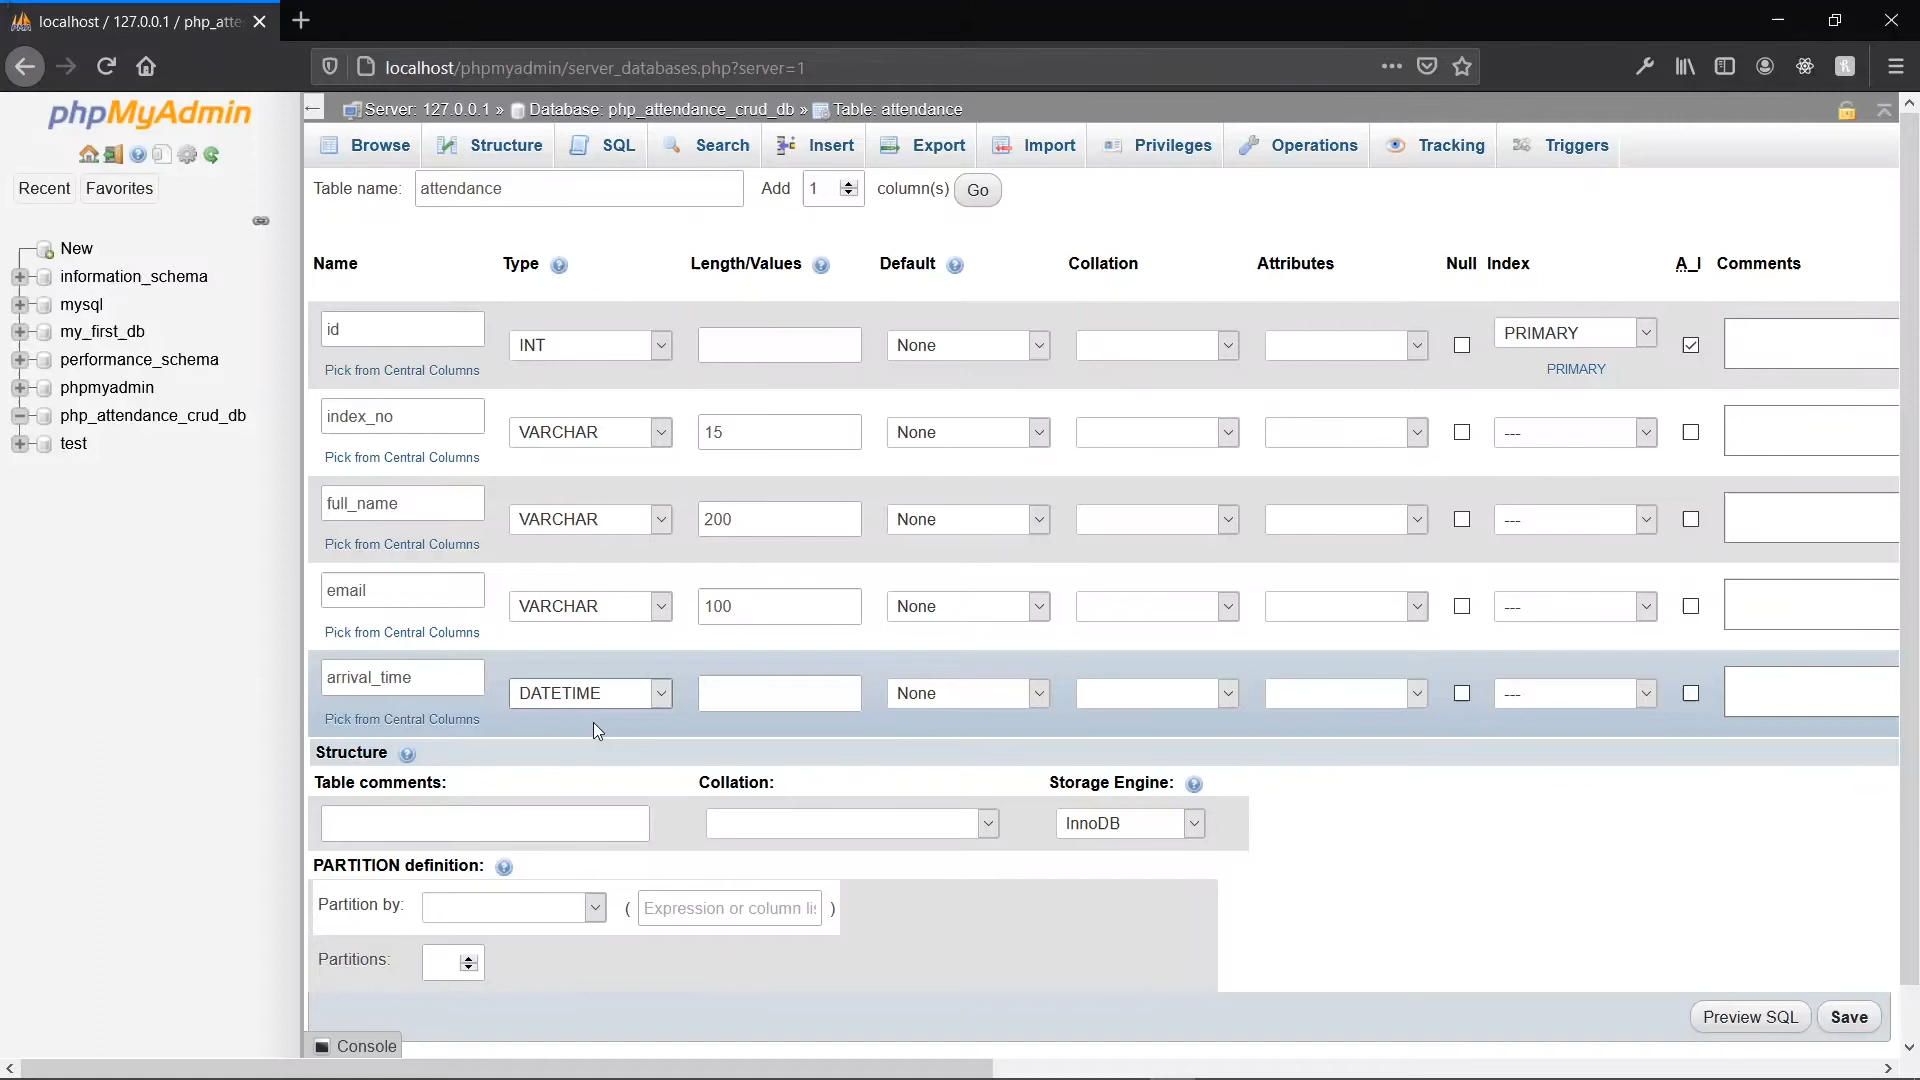 localhost / 127.0.0.1 / php_atte
localhost/phpmyadmin/server_databases.php?server=1
phpMyAdmin
Server: 127.0.0.1 » Database: php_attendance_crud_db » Table: attendance
Browse Structure SQL Search Insert Export Import Privileges Operations Tracking Triggers
Recent Favorites
Table name: attendance Add 1 column(s) Go
New
information_schema
mysql
my_first_db
performance_schema
phpmyadmin
php_attendance_crud_db
test
Name Type Length/Values Default Collation Attributes Null Index A_I Comments
id INT None PRIMARY
Pick from Central Columns PRIMARY
index_no VARCHAR 15 None ---
Pick from Central Columns
full_name VARCHAR 200 None ---
Pick from Central Columns
email VARCHAR 100 None ---
Pick from Central Columns
arrival_time DATETIME None ---
Pick from Central Columns
Structure
Table comments: Collation: Storage Engine:
InnoDB
PARTITION definition:
Partition by: ( Expression or column lis )
Partitions:
Preview SQL Save
Console